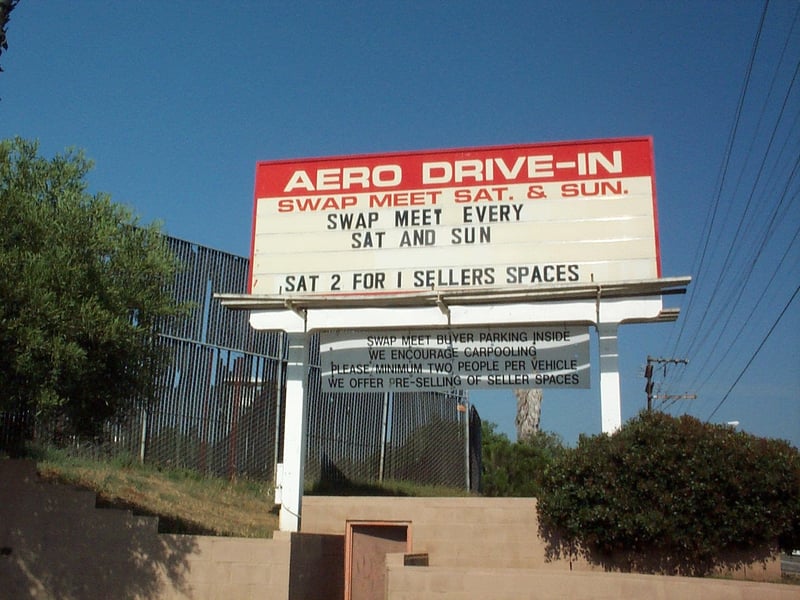 AERO DRIVE-IN
SWAP MEET SAT. & SUN.
SWAP MEET EVERY
SAT AND SUN
SAT 2 FOR 1 SELLERS SPACES
SWAP MEET BUYER PARKING INSIDE
WE ENCOURAGE CARPOOLING
PLEASE, MINIMUM TWO PEOPLE PER VEHICLE
WE OFFER PRE-SELLING OF SELLER SPACES